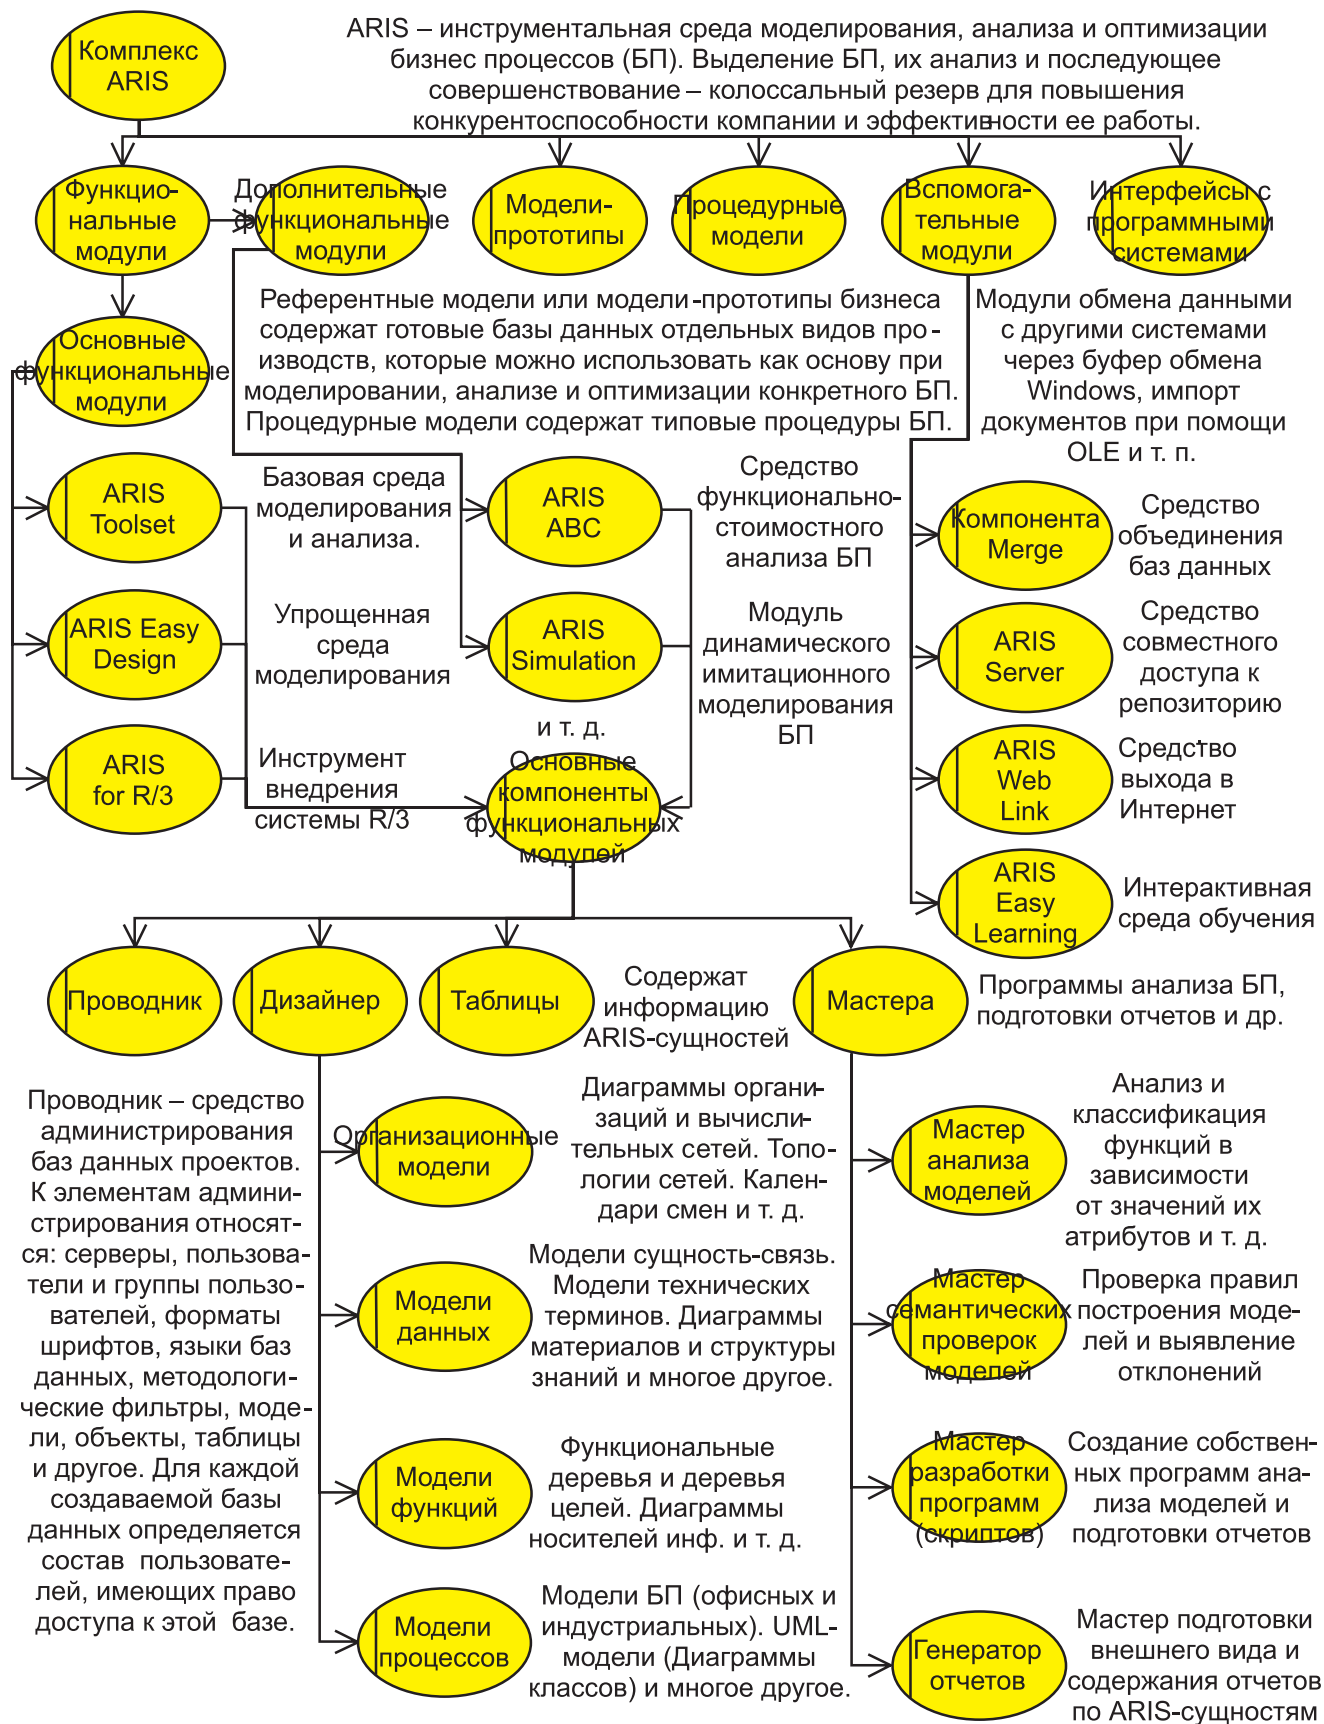 Комплекс
ARIS
ARIS – инструментальная среда моделирования, анализа и оптимизации
бизнес процессов (БП). Выделение БП, их анализ и последующее
совершенствование – колоссальный резерв для повышения
конкурентоспособности компании и эффективности ее работы.
Функцио-
нальные
модули
Дополнительные
функциональные
модули
Модели-
прототипы
Процедурные
модели
Вспомога-
тельные
модули
Интерфейсы с
программными
системами
Основные
функциональные
модули
Референтные модели или модели-прототипы бизнеса
содержат готовые базы данных отдельных видов про-
изводств, которые можно использовать как основу при
моделировании, анализе и оптимизации конкретного БП.
Процедурные модели содержат типовые процедуры БП.
Модули обмена данными
с другими системами
через буфер обмена
Windows, импорт
документов при помощи
OLE и т. п.
ARIS
Toolset
Базовая среда
моделирования
и анализа.
ARIS
ABC
Средство
функционально-
стоимостного
анализа БП
Компонента
Merge
Средство
объединения
баз данных
ARIS Easy
Design
Упрощенная
среда
моделирования
ARIS
Simulation
Модуль
динамического
имитационного
моделирования
БП
ARIS
Server
Средство
совместного
доступа к
репозиторию
и т. д.
ARIS
for R/3
Инструмент
внедрения
системы R/3
Основные
компоненты
функциональных
модулей
ARIS
Web
Link
Средство
выхода в
Интернет
ARIS
Easy
Learning
Интерактивная
среда обучения
Проводник
Дизайнер
Таблицы
Содержат
информацию
ARIS-сущностей
Мастера
Программы анализа БП,
подготовки отчетов и др.
Проводник – средство
администрирования
баз данных проектов.
К элементам админи-
стрирования относят-
ся: серверы, пользова-
тели и группы пользо-
вателей, форматы
шрифтов, языки баз
данных, методологи-
ческие фильтры, моде-
ли, объекты, таблицы
и другое. Для каждой
создаваемой базы
данных определяется
состав пользовате-
лей, имеющих право
доступа к этой базе.
Организационные
модели
Диаграммы органи-
заций и вычисли-
тельных сетей. Топо-
логии сетей. Кален-
дари смен и т. д.
Мастер
анализа
моделей
Анализ и
классификация
функций в
зависимости
от значений их
атрибутов и т. д.
Модели
данных
Модели сущность-связь.
Модели технических
терминов. Диаграммы
материалов и структуры
знаний и многое другое.
Мастер
семантических
проверок
моделей
Проверка правил
построения моде-
лей и выявление
отклонений
Модели
функций
Функциональные
деревья и деревья
целей. Диаграммы
носителей инф. и т. д.
Мастер
разработки
программ
(скриптов)
Создание собствен-
ных программ ана-
лиза моделей и
подготовки отчетов
Модели
процессов
Модели БП (офисных и
индустриальных). UML-
модели (Диаграммы
классов) и многое другое.
Генератор
отчетов
Мастер подготовки
внешнего вида и
содержания отчетов
по ARIS-сущностям